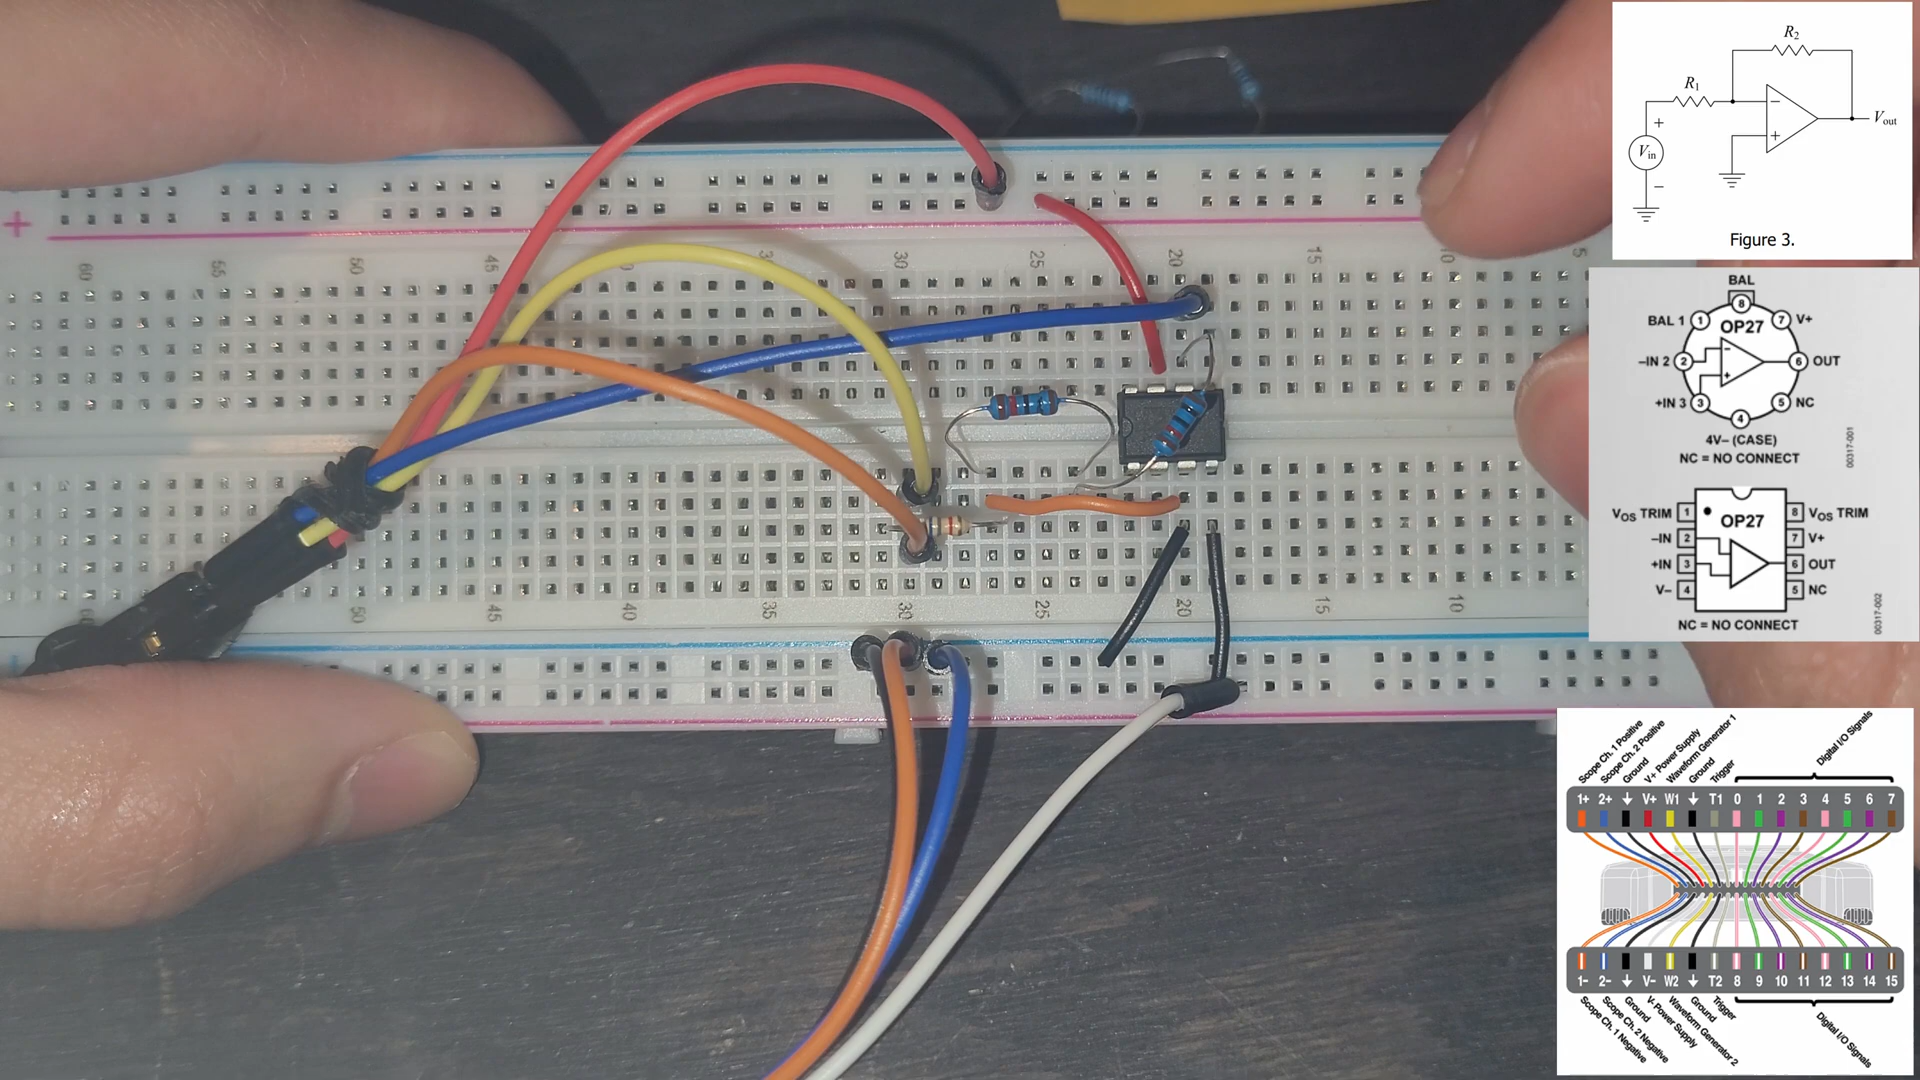 +
60
55
50
45
35
30
25
20
15
10
5
50
45
40
35
30
25
20
15
10
R2
R1
+
Vin
−
−
+
Vout
Figure 3.
BAL
8
BAL 1
1
7
V+
OP27
–IN 2
2
6
OUT
+IN 3
3
5
NC
4
4V– (CASE)
NC = NO CONNECT
00317-001
VOS TRIM 1
8 VOS TRIM
OP27
–IN 2
7 V+
+IN 3
6 OUT
V– 4
5 NC
NC = NO CONNECT
00317-002
Scope Ch. 1 Positive
Scope Ch. 2 Positive
Ground
V+ Power Supply
Waveform Generator 1
Ground
Trigger
Digital I/O Signals
1+ 2+ ↓ V+ W1 ↓ T1 0 1 2 3 4 5 6 7
1- 2- ↓ V- W2 ↓ T2 8 9 10 11 12 13 14 15
Scope Ch. 1 Negative
Scope Ch. 2 Negative
Ground
V- Power Supply
Waveform Generator 2
Ground
Trigger
Digital I/O Signals